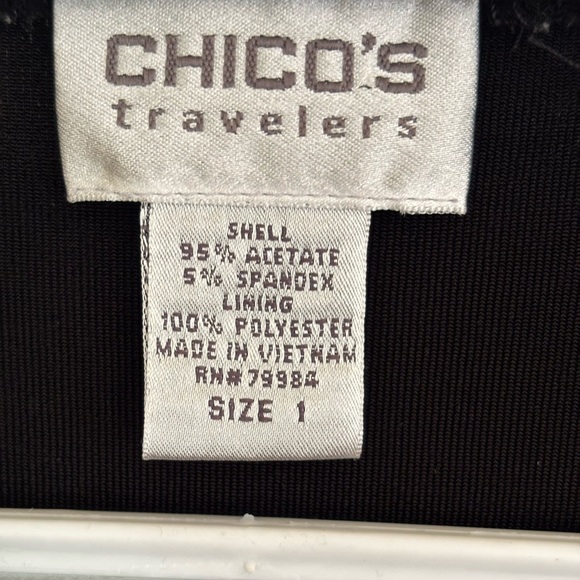 CHICO'S
travelers
SHELL
95% ACETATE
5% SPANDEX
LINING
100% POLYESTER
MADE IN VIETNAM
RN# 79984
SIZE 1